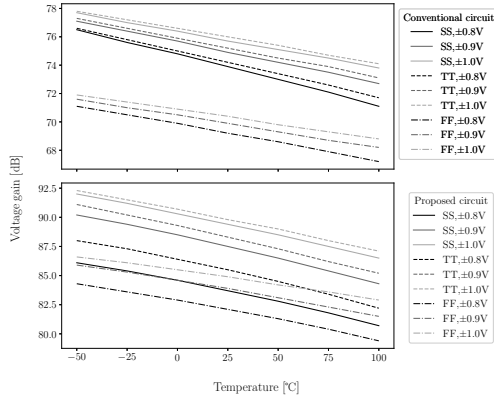 78
76
74
72
70
68
Conventional circuit
SS,±0.8V
SS,±0.9V
SS,±1.0V
TT,±0.8V
TT,±0.9V
TT,±1.0V
FF,±0.8V
FF,±0.9V
FF,±1.0V
Voltage gain [dB]
92.5
90.0
87.5
85.0
82.5
80.0
Proposed circuit
SS,±0.8V
SS,±0.9V
SS,±1.0V
TT,±0.8V
TT,±0.9V
TT,±1.0V
FF,±0.8V
FF,±0.9V
FF,±1.0V
−50 −25 0 25 50 75 100
Temperature [℃]